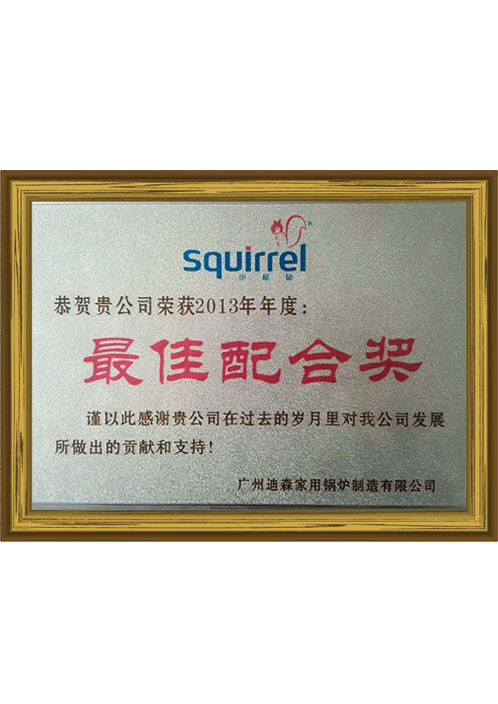 squirrel
小松鼠
恭贺贵公司荣获2013年年度:
最佳配合奖
谨以此感谢贵公司在过去的岁月里对我公司发展
所做出的贡献和支持!
广州迪森家用锅炉制造有限公司